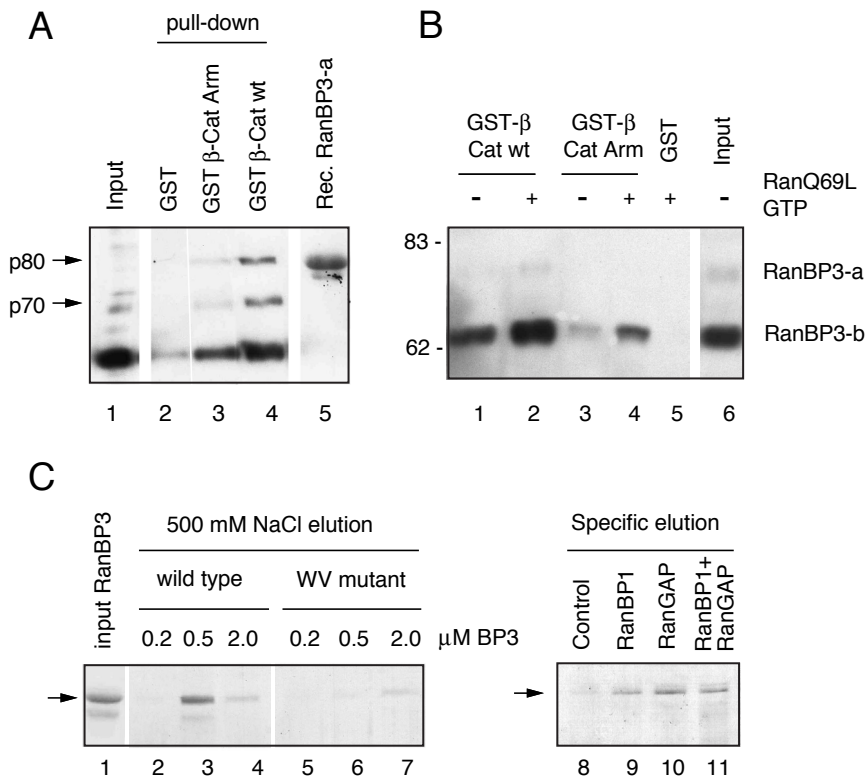 A
pull-down
Input
GST
GST β-Cat Arm
GST β-Cat wt
Rec. RanBP3-a
p80
p70
1 2 3 4 5
B
GST-β Cat wt
GST-β Cat Arm
GST
Input
- + - + + -
RanQ69L
GTP
83 -
62 -
RanBP3-a
RanBP3-b
1 2 3 4 5 6
C
input RanBP3
500 mM NaCl elution
wild type WV mutant
0.2 0.5 2.0 0.2 0.5 2.0 μM BP3
1 2 3 4 5 6 7
Specific elution
Control
RanBP1
RanGAP
RanBP1+
RanGAP
8 9 10 11